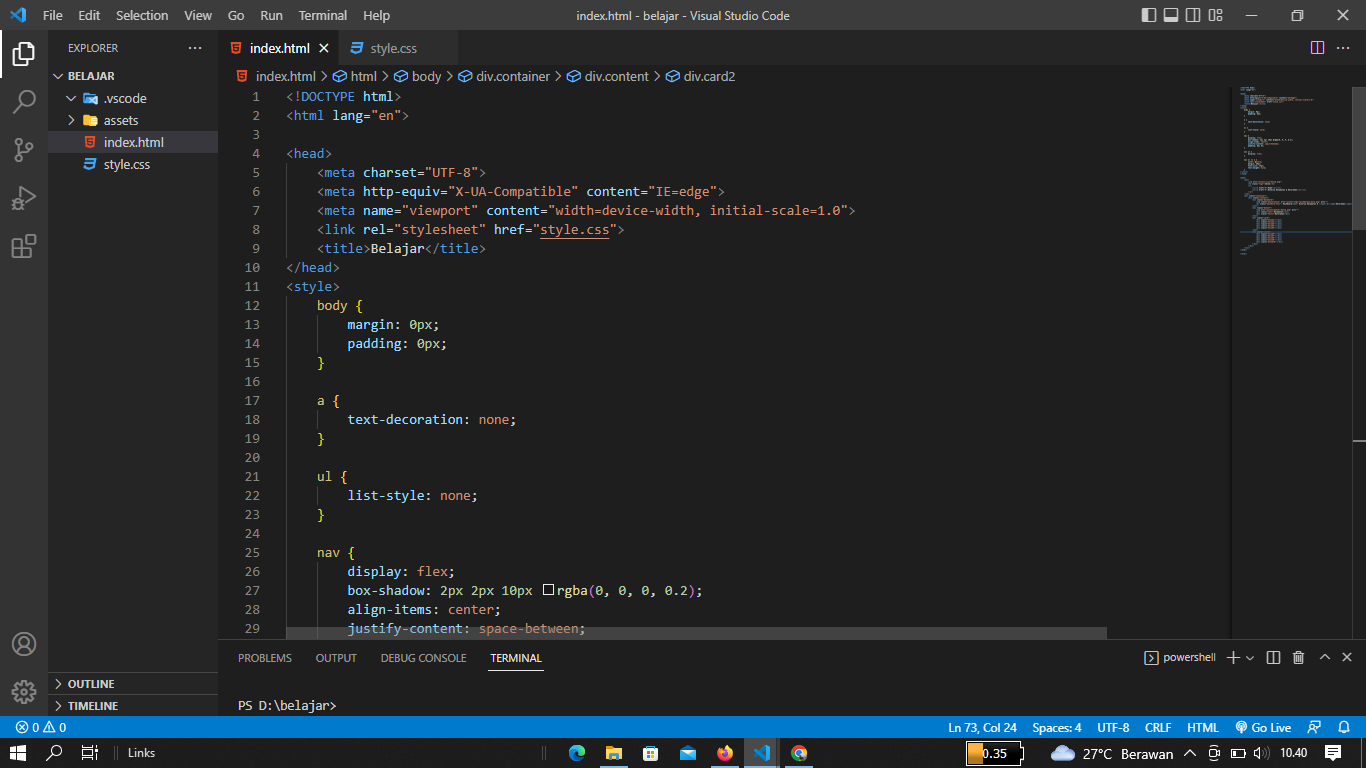 File Edit Selection View Go Run Terminal Help
index.html - belajar - Visual Studio Code
EXPLORER
BELAJAR
.vscode
assets
index.html
style.css
OUTLINE
TIMELINE
index.html
style.css
index.html > html > body > div.container > div.content > div.card2
1 <!DOCTYPE html>
2 <html lang="en">
3
4 <head>
5 <meta charset="UTF-8">
6 <meta http-equiv="X-UA-Compatible" content="IE=edge">
7 <meta name="viewport" content="width=device-width, initial-scale=1.0">
8 <link rel="stylesheet" href="style.css">
9 <title>Belajar</title>
10 </head>
11 <style>
12 body {
13 margin: 0px;
14 padding: 0px;
15 }
16
17 a {
18 text-decoration: none;
19 }
20
21 ul {
22 list-style: none;
23 }
24
25 nav {
26 display: flex;
27 box-shadow: 2px 2px 10px rgba(0, 0, 0, 0.2);
28 align-items: center;
29 justify-content: space-between;
PROBLEMS OUTPUT DEBUG CONSOLE TERMINAL
powershell
PS D:\belajar>
0 0
Ln 73, Col 24 Spaces: 4 UTF-8 CRLF HTML Go Live
Links
0.35
27°C Berawan
10.40